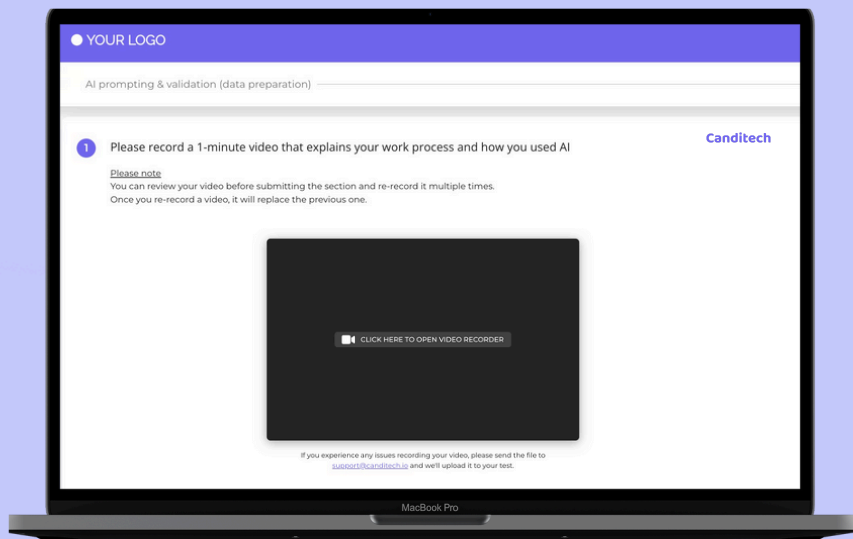 YOUR LOGO
AI prompting & validation (data preparation)
Canditech
1 Please record a 1-minute video that explains your work process and how you used AI
Please note
You can review your video before submitting the section and re-record it multiple times.
Once you re-record a video, it will replace the previous one.
CLICK HERE TO OPEN VIDEO RECORDER
If you experience any issues recording your video, please send the file to
support@canditech.io and we'll upload it to your test.
MacBook Pro